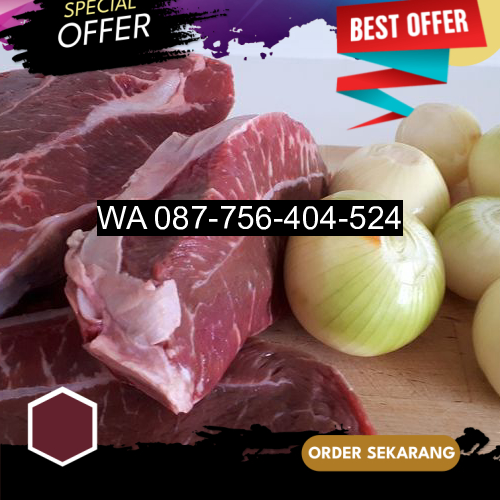 SPECIAL
OFFER
BEST OFFER
WA 087-756-404-524
ORDER SEKARANG